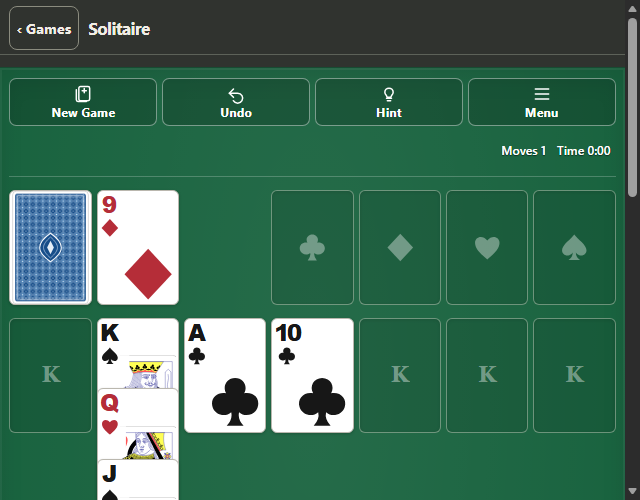 ‹ Games Solitaire
New Game Undo Hint Menu
Moves 1 Time 0:00
9
K K A 10 K K K
Q
J